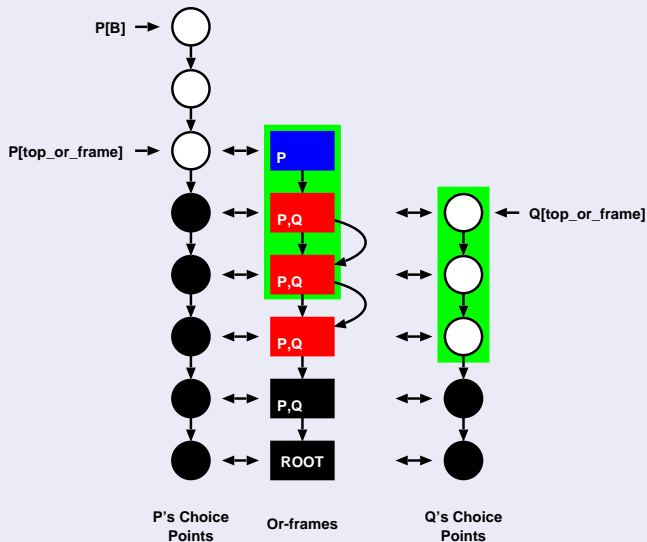 P[B]
P[top_or_frame]
P
P,Q
Q[top_or_frame]
P,Q
P,Q
P,Q
ROOT
P's Choice
Points
Or-frames
Q's Choice
Points